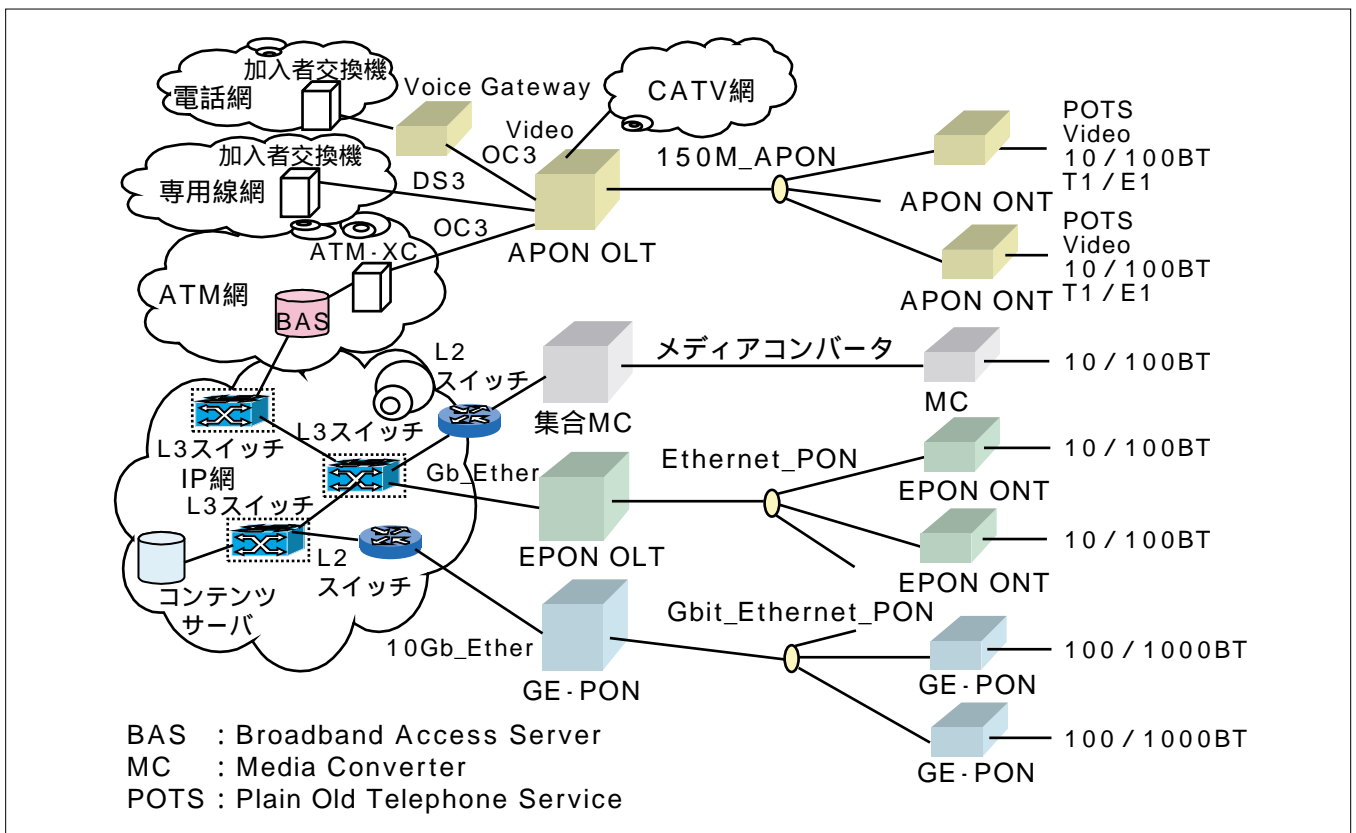 加入者交換機
電話網
Voice Gateway
CATV網
Video
OC3
加入者交換機
専用線網
DS3
150M_APON
POTS
Video
10/100BT
T1/E1
APON ONT
ATM-XC
OC3
APON OLT
POTS
Video
10/100BT
T1/E1
APON ONT
ATM網
BAS
L2
スイッチ
メディアコンバータ
10/100BT
集合MC
MC
L3スイッチ
L3スイッチ
IP網
Gb_Ether
Ethernet_PON
10/100BT
EPON ONT
L3スイッチ
EPON OLT
10/100BT
EPON ONT
L2
スイッチ
コンテンツ
サーバ
10Gb_Ether
Gbit_Ethernet_PON
100/1000BT
GE-PON
GE-PON
100/1000BT
GE-PON
BAS : Broadband Access Server
MC : Media Converter
POTS : Plain Old Telephone Service